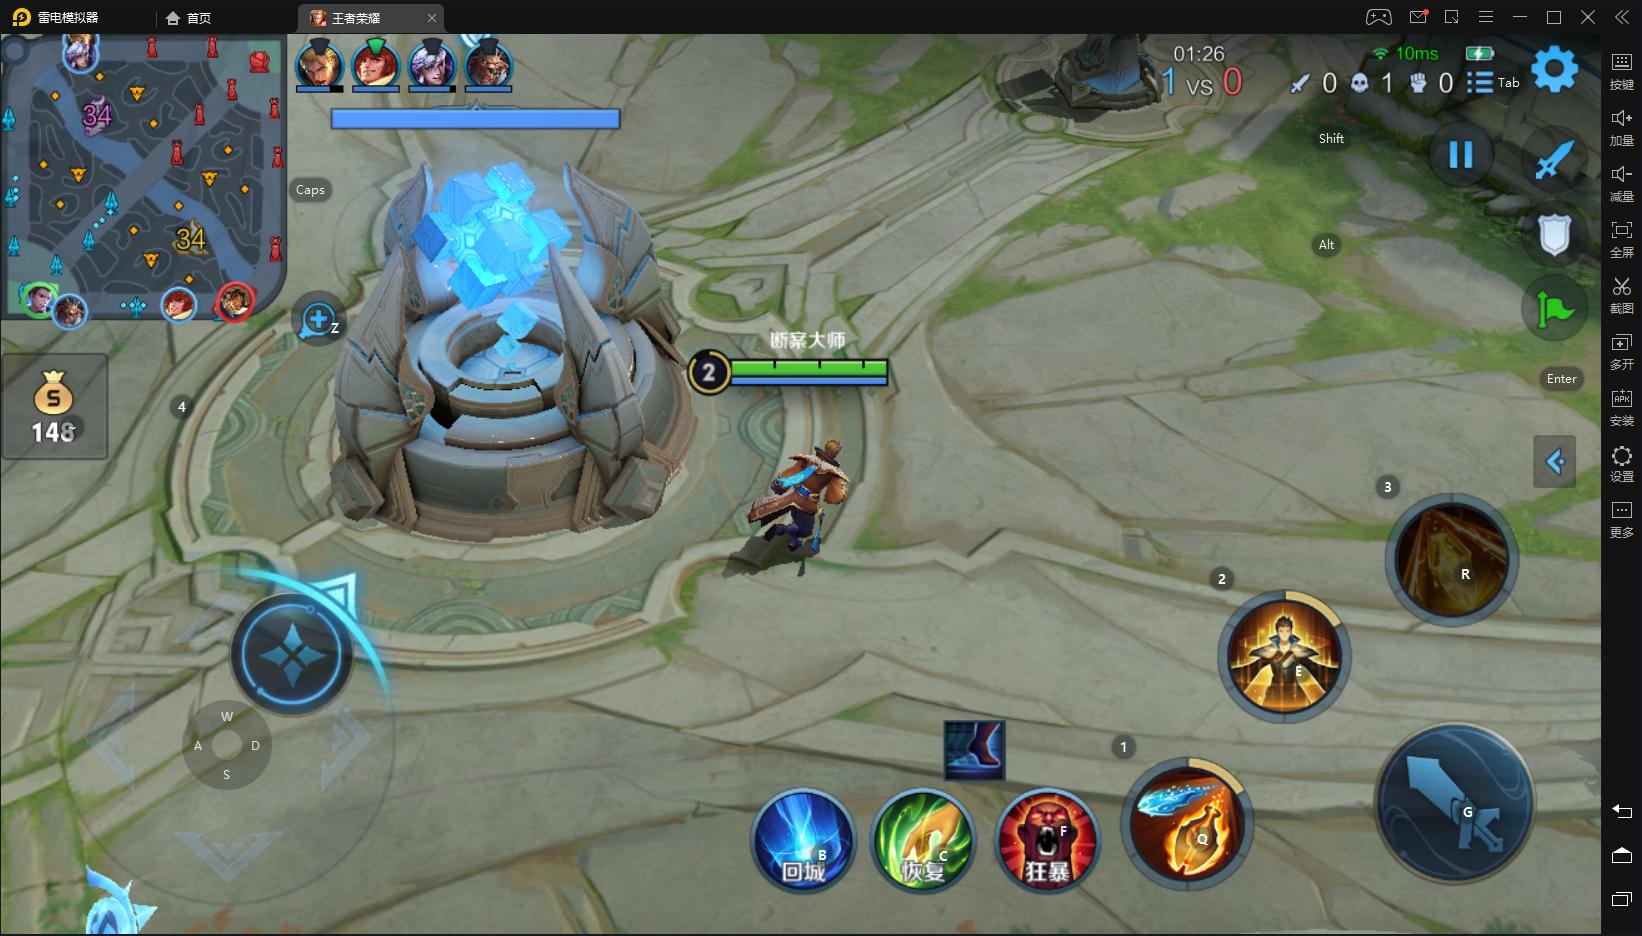 雷电模拟器
首页
王者荣耀
01:26
10ms
1 VS 0
0 1 0
Tab
34
34
Caps
Shift
Alt
Z
Enter
S
148
~
4
断案大师
2
3
R
2
E
W
A D
S
1
B
回城
C
恢复
F
狂暴
Q
G
按键
加量
减量
全屏
截图
多开
APK
安装
设置
更多